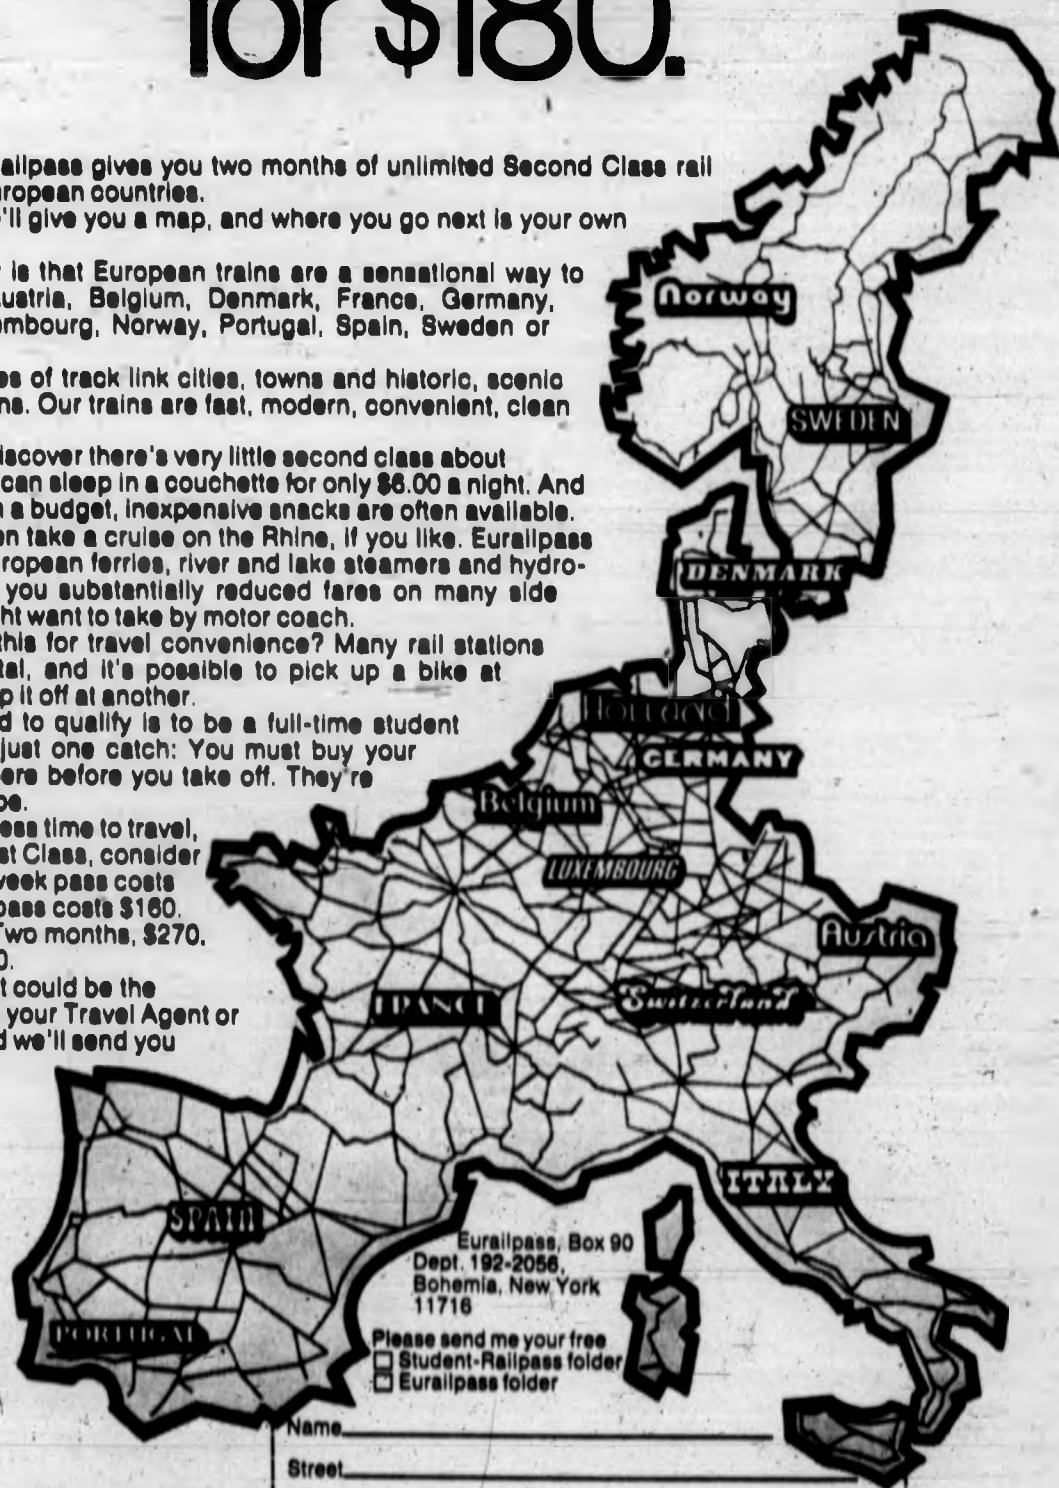 for $180.
ailpass gives you two months of unlimited Second Class rail
ropean countries.
'll give you a map, and where you go next is your own
is that European trains are a sensational way to
ustria, Belgium, Denmark, France, Germany,
mbourg, Norway, Portugal, Spain, Sweden or
es of track link cities, towns and historic, scenic
ns. Our trains are fast, modern, convenient, clean
iscover there's very little second class about
can sleep in a couchette for only $6.00 a night. And
a budget, inexpensive snacks are often available.
en take a cruise on the Rhine, if you like. Eurailpass
ropean ferries, river and lake steamers and hydro-
you substantially reduced fares on many side
ht want to take by motor coach.
this for travel convenience? Many rail stations
tal, and it's possible to pick up a bike at
p it off at another.
d to qualify is to be a full-time student
just one catch: You must buy your
ere before you take off. They're
pe.
ess time to travel,
st Class, consider
week pass costs
pass costs $160.
Two months, $270.
0.
t could be the
your Travel Agent or
d we'll send you
Norway
SWEDEN
DENMARK
Holland
GERMANY
Belgium
LUXEMBOURG
Austria
FRANCE
Switzerland
ITALY
SPAIN
PORTUGAL
Eurailpass, Box 90
Dept. 192-2056,
Bohemia, New York
11716
Please send me your free
Student-Railpass folder
Eurailpass folder
Name
Street